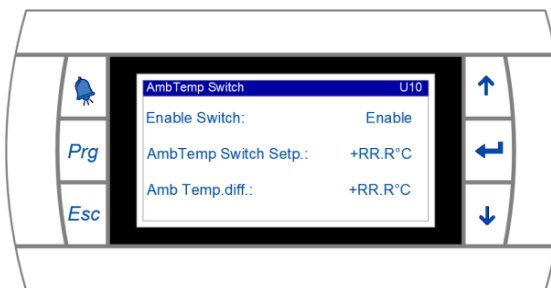 AmbTemp Switch U10
Enable Switch: Enable
Prg
AmbTemp Switch Setp.: +RR.R°C
Amb Temp.diff.: +RR.R°C
Esc